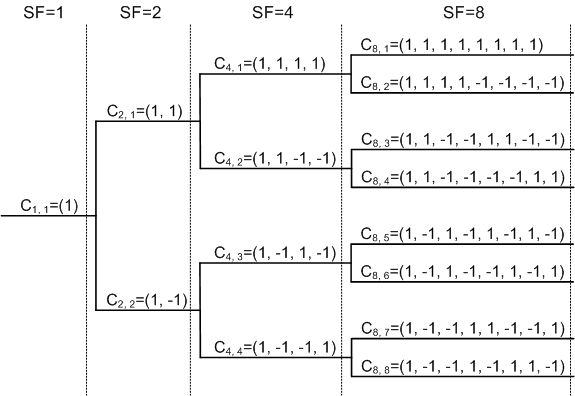 SF=1 SF=2 SF=4 SF=8
C8, 1=(1, 1, 1, 1, 1, 1, 1, 1)
C4, 1=(1, 1, 1, 1)
C8, 2=(1, 1, 1, 1, -1, -1, -1, -1)
C2, 1=(1, 1)
C8, 3=(1, 1, -1, -1, 1, 1, -1, -1)
C4, 2=(1, 1, -1, -1)
C8, 4=(1, 1, -1, -1, -1, -1, 1, 1)
C1, 1=(1)
C8, 5=(1, -1, 1, -1, 1, -1, 1, -1)
C4, 3=(1, -1, 1, -1)
C8, 6=(1, -1, 1, -1, -1, 1, -1, 1)
C2, 2=(1, -1)
C8, 7=(1, -1, -1, 1, 1, -1, -1, 1)
C4, 4=(1, -1, -1, 1)
C8, 8=(1, -1, -1, 1, -1, 1, 1, -1)